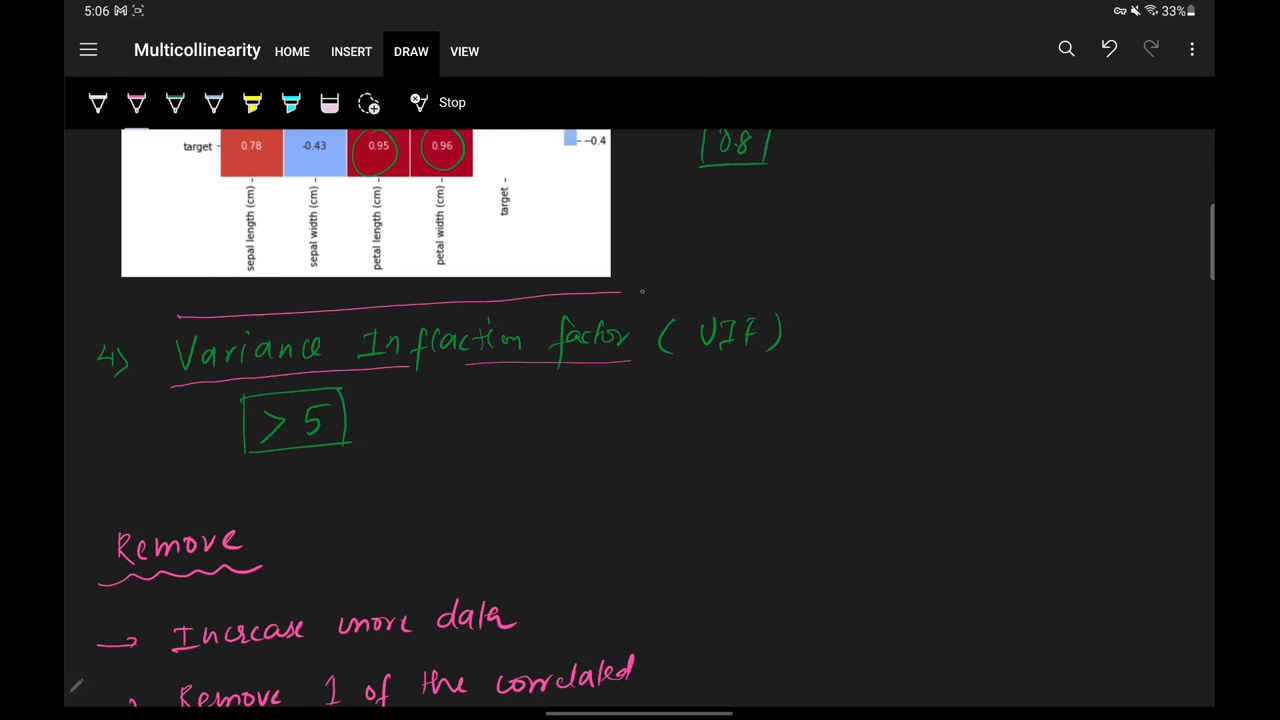 5:06 33%
Multicollinearity HOME INSERT DRAW VIEW
Stop
target 0.78 -0.43 0.95 0.96 -0.4
0.8
sepal length (cm)
sepal width (cm)
petal length (cm)
petal width (cm)
target
4) Variance Inflaction factor (VIF)
> 5
Remove
→ Increase more data
Remove 1 of the correlated